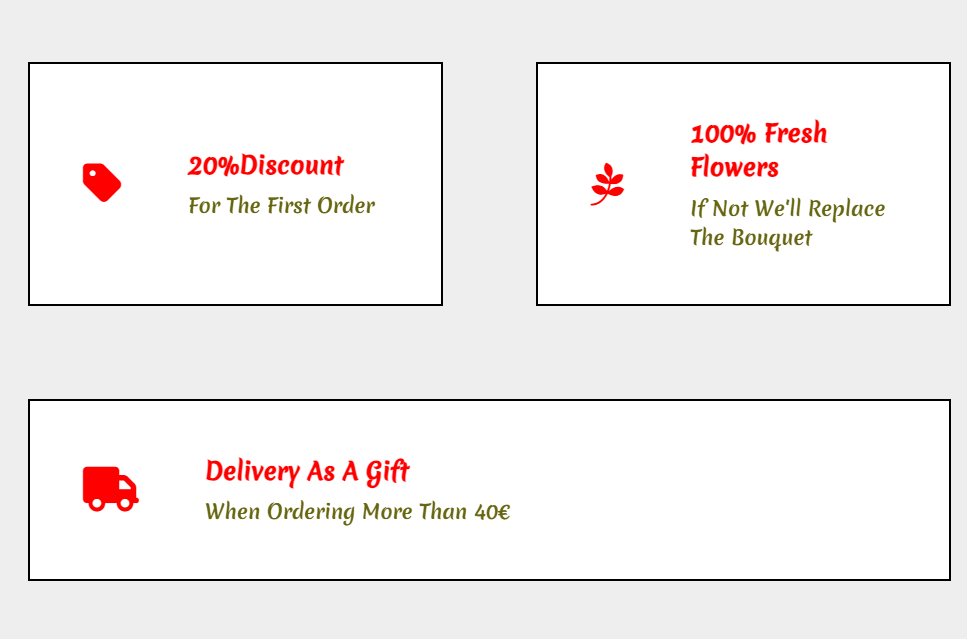 20%Discount
For The First Order
100% Fresh
Flowers
If Not We'll Replace
The Bouquet
Delivery As A Gift
When Ordering More Than 40€